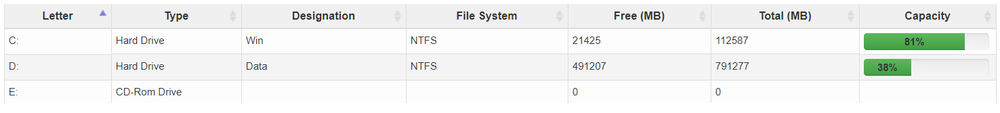 Letter Type Designation File System Free (MB) Total (MB) Capacity
C: Hard Drive Win NTFS 21425 112587 81%
D: Hard Drive Data NTFS 491207 791277 38%
E: CD-Rom Drive 0 0